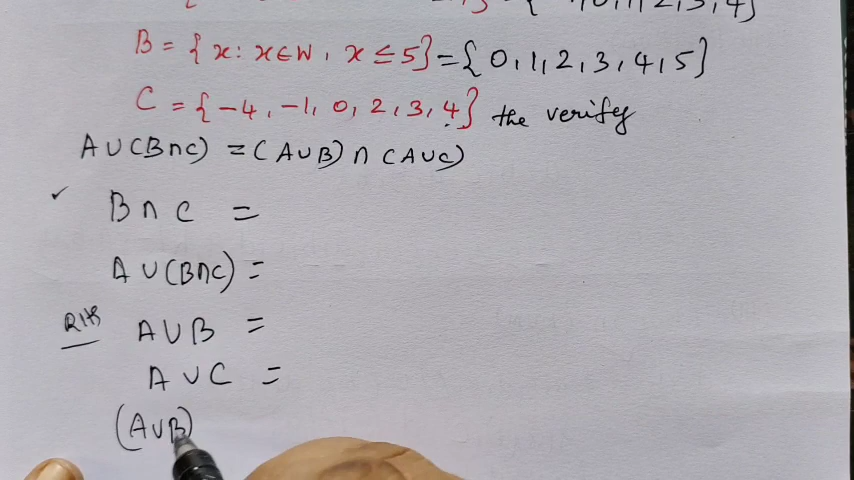 B = { x: x∈W, x ≤ 5} = { 0, 1, 2, 3, 4, 5 }
C = { -4, -1, 0, 2, 3, 4 } the verify
A∪(B∩C) = (A∪B) ∩ (A∪C)
✓ B ∩ C =
A ∪ (B∩C) =
RHS A ∪ B =
A ∪ C =
(A∪B)